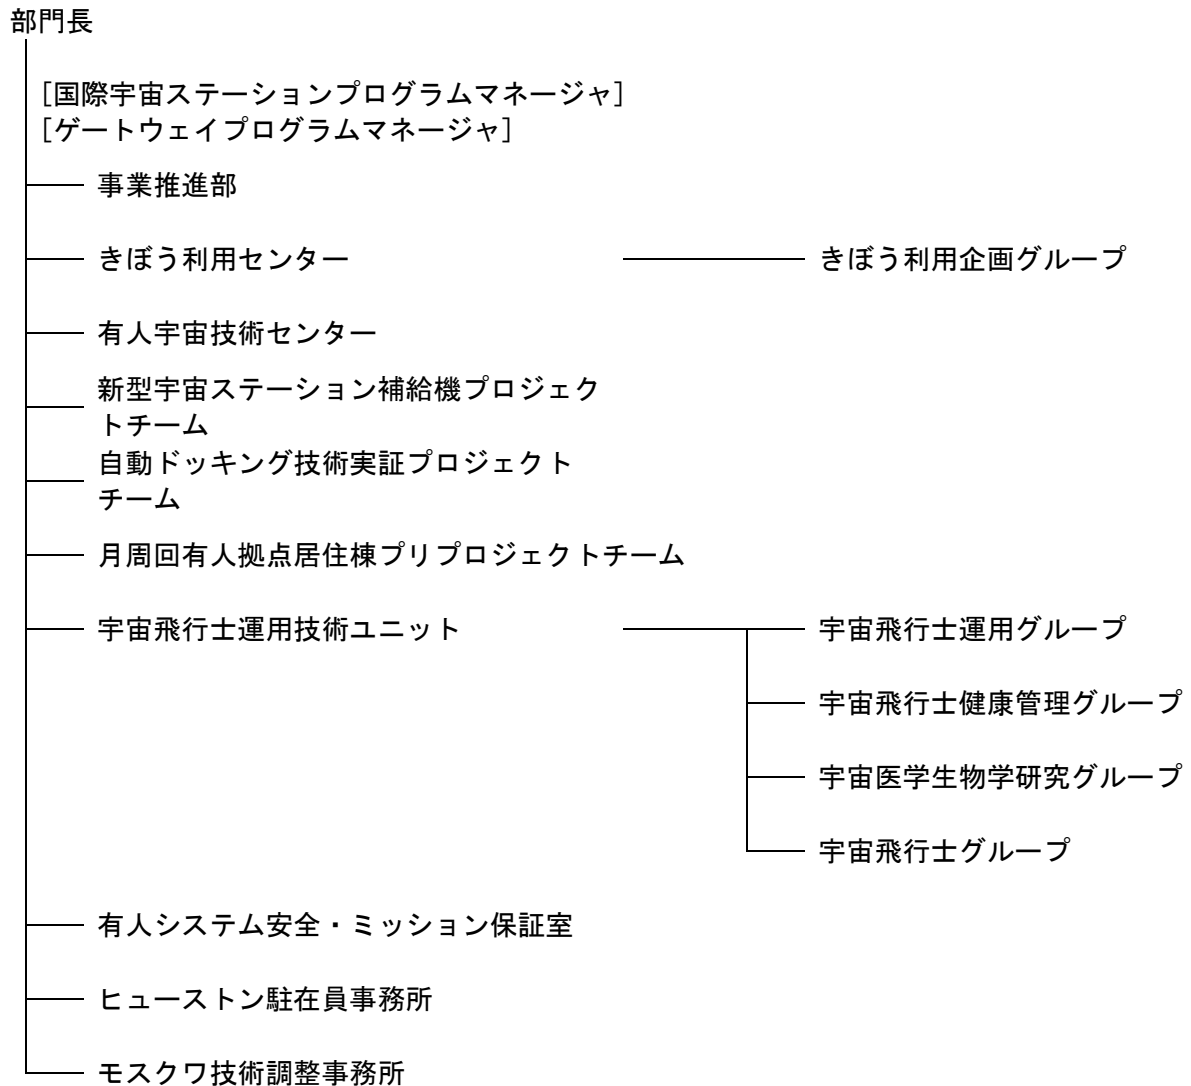 部門長
[国際宇宙ステーションプログラムマネージャ]
[ゲートウェイプログラムマネージャ]
事業推進部
きぼう利用センター
きぼう利用企画グループ
有人宇宙技術センター
新型宇宙ステーション補給機プロジェク
トチーム
自動ドッキング技術実証プロジェクト
チーム
月周回有人拠点居住棟プリプロジェクトチーム
宇宙飛行士運用技術ユニット
宇宙飛行士運用グループ
宇宙飛行士健康管理グループ
宇宙医学生物学研究グループ
宇宙飛行士グループ
有人システム安全・ミッション保証室
ヒューストン駐在員事務所
モスクワ技術調整事務所